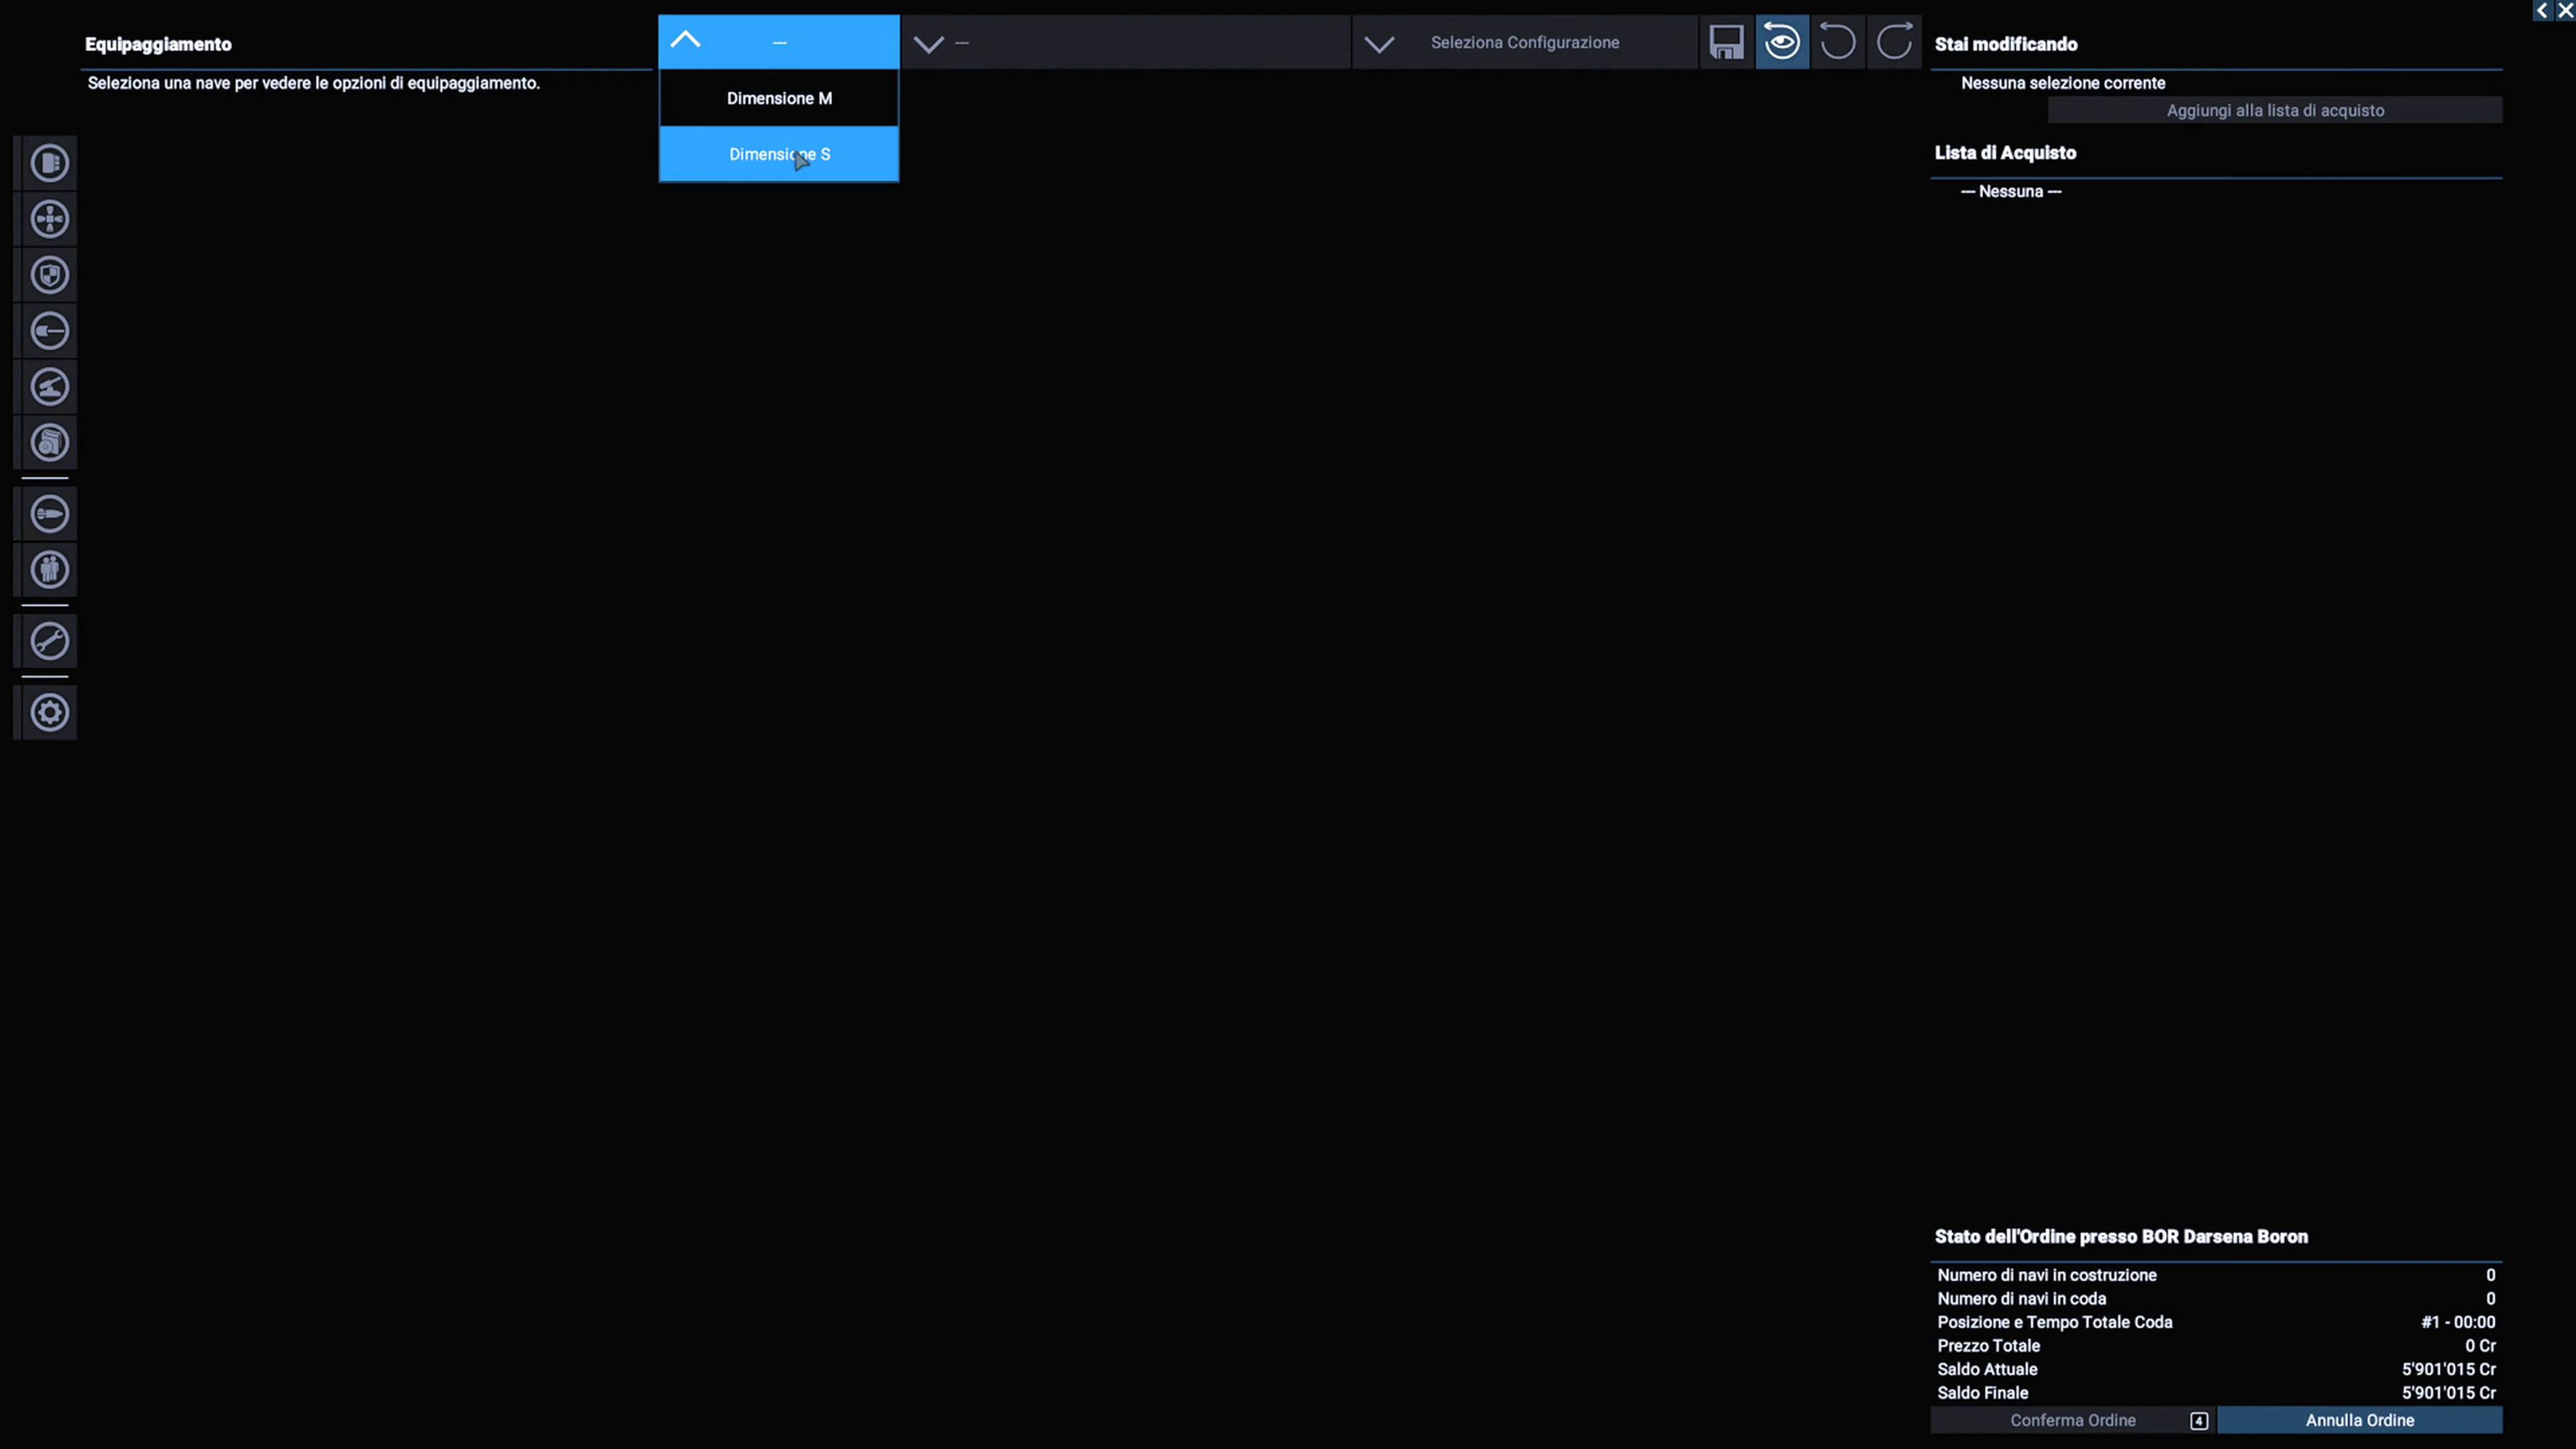 Equipaggiamento
Seleziona una nave per vedere le opzioni di equipaggiamento.
---
Dimensione M
Dimensione S
---
Seleziona Configurazione
Stai modificando
Nessuna selezione corrente
Aggiungi alla lista di acquisto
Lista di Acquisto
--- Nessuna ---
Stato dell'Ordine presso BOR Darsena Boron
Numero di navi in costruzione 0
Numero di navi in coda 0
Posizione e Tempo Totale Coda #1 - 00:00
Prezzo Totale 0 Cr
Saldo Attuale 5'901'015 Cr
Saldo Finale 5'901'015 Cr
Conferma Ordine 4 Annulla Ordine